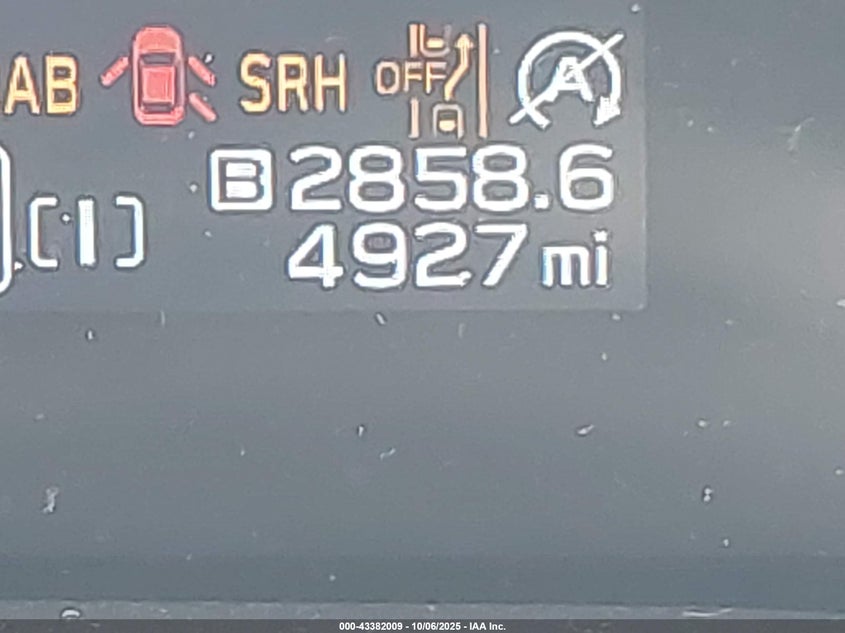 AB SRH OFF A
B 2858.6
4927 mi
000-43382009 - 10/06/2025 - IAA Inc.